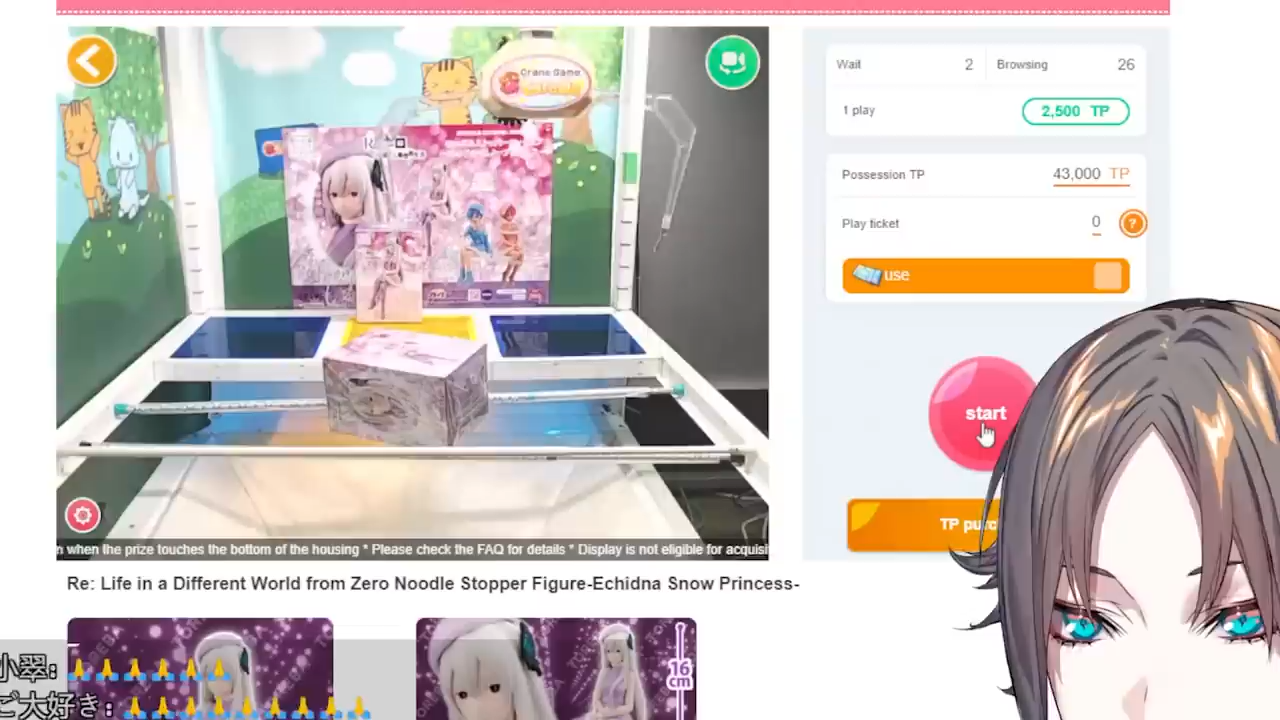 Crane Game
Wait 2 Browsing 26
1 play 2,500 TP
Possession TP 43,000 TP
Play ticket 0 ?
use
start
TP purc
n when the prize touches the bottom of the housing * Please check the FAQ for details * Display is not eligible for acquisi
Re: Life in a Different World from Zero Noodle Stopper Figure-Echidna Snow Princess-
16
cm
小翠: 🙏🙏🙏🙏🙏🙏
ご大好き: 🙏🙏🙏🙏🙏🙏🙏🙏🙏